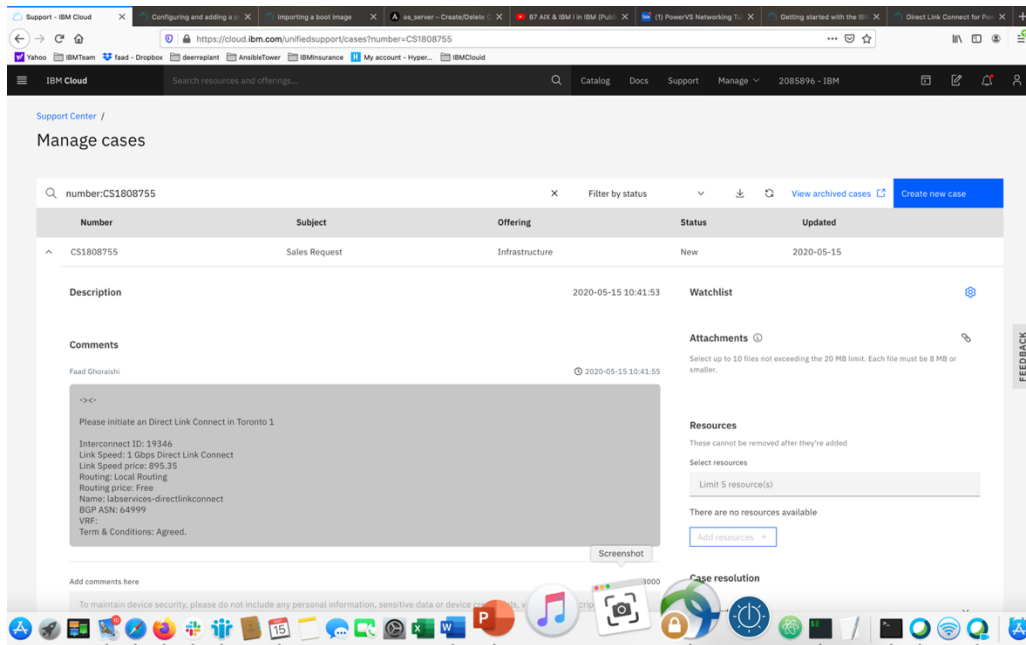 Support - IBM Cloud
Configuring and adding a p
Importing a boot image
os_server – Create/Delete C
87 AIX & IBM i in IBM (Publi
(1) PowerVS Networking Tut
Getting started with the IB
Direct Link Connect for Pow
https://cloud.ibm.com/unifiedsupport/cases?number=CS1808755
Yahoo
IBMTeam
faad - Dropbox
deerreplant
AnsibleTower
IBMInsurance
My account - Hyper...
IBMClouid
IBM Cloud
Search resources and offerings...
Catalog
Docs
Support
Manage
2085896 - IBM
Support Center /
Manage cases
number:CS1808755
Filter by status
View archived cases
Create new case
Number
Subject
Offering
Status
Updated
CS1808755
Sales Request
Infrastructure
New
2020-05-15
Description
2020-05-15 10:41:53
Watchlist
Comments
Attachments
Select up to 10 files not exceeding the 20 MB limit. Each file must be 8 MB or
smaller.
FEEDBACK
Faad Ghoraishi
2020-05-15 10:41:55
-><-
Please initiate an Direct Link Connect in Toronto 1
Interconnect ID: 19346
Link Speed: 1 Gbps Direct Link Connect
Link Speed price: 895.35
Routing: Local Routing
Routing price: Free
Name: labservices-directlinkconnect
BGP ASN: 64999
VRF:
Term & Conditions: Agreed.
Resources
These cannot be removed after they're added
Select resources
Limit 5 resource(s)
There are no resources available
Add resources +
Screenshot
Add comments here
Case resolution
To maintain device security, please do not include any personal information, sensitive data or device
15